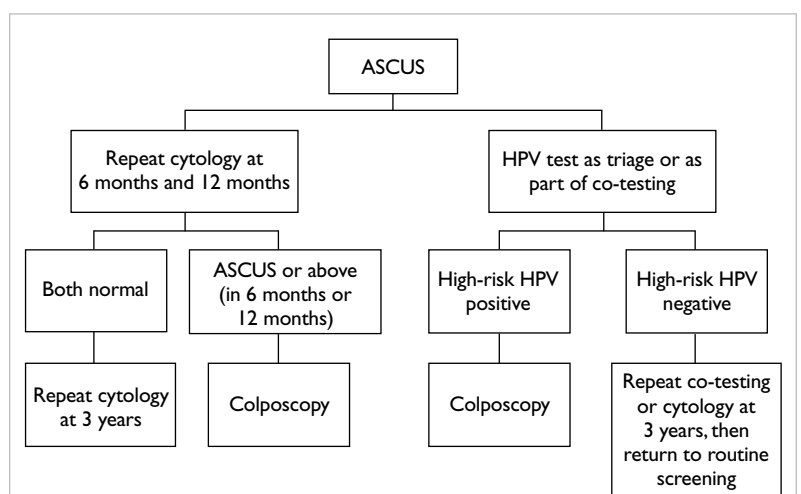 ASCUS
Repeat cytology at
6 months and 12 months
HPV test as triage or as
part of co-testing
Both normal
ASCUS or above
(in 6 months or
12 months)
High-risk HPV
positive
High-risk HPV
negative
Repeat cytology
at 3 years
Colposcopy
Colposcopy
Repeat co-testing
or cytology at
3 years, then
return to routine
screening